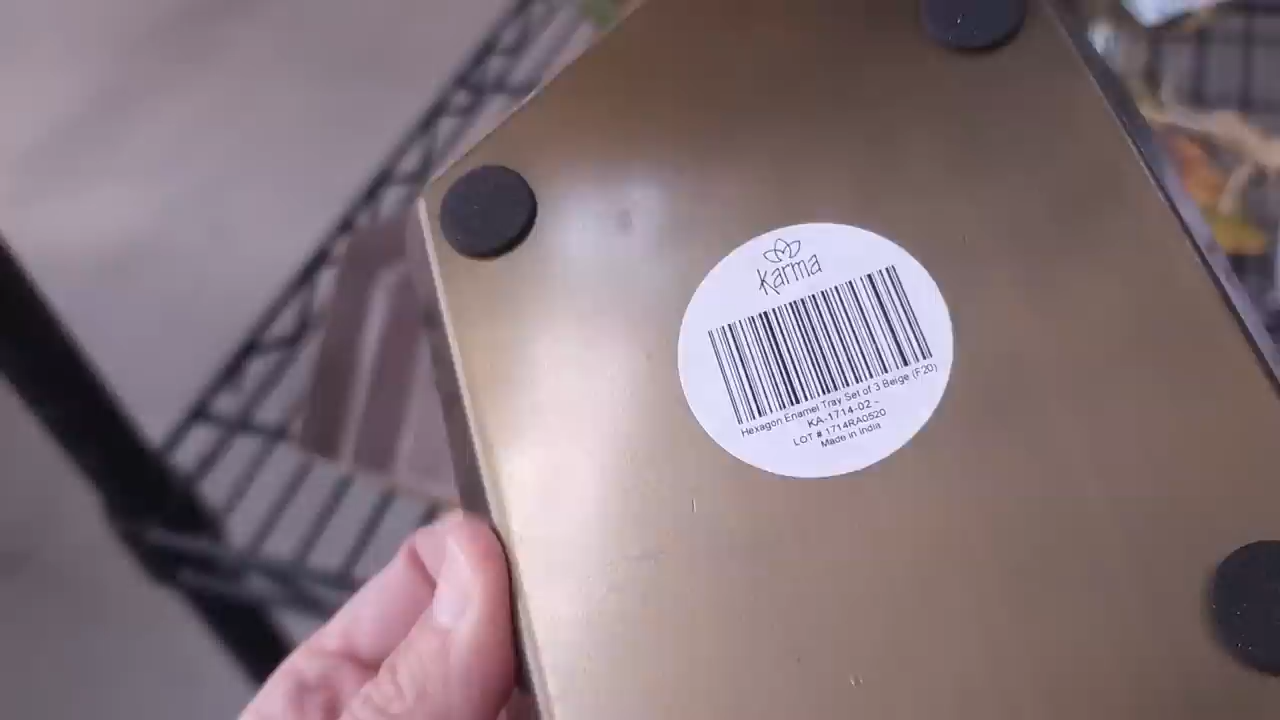 Karma
Hexagon Enamel Tray Set of 3 Beige (F20)
KA-1714-02 -
LOT # 1714RA0520
Made in India